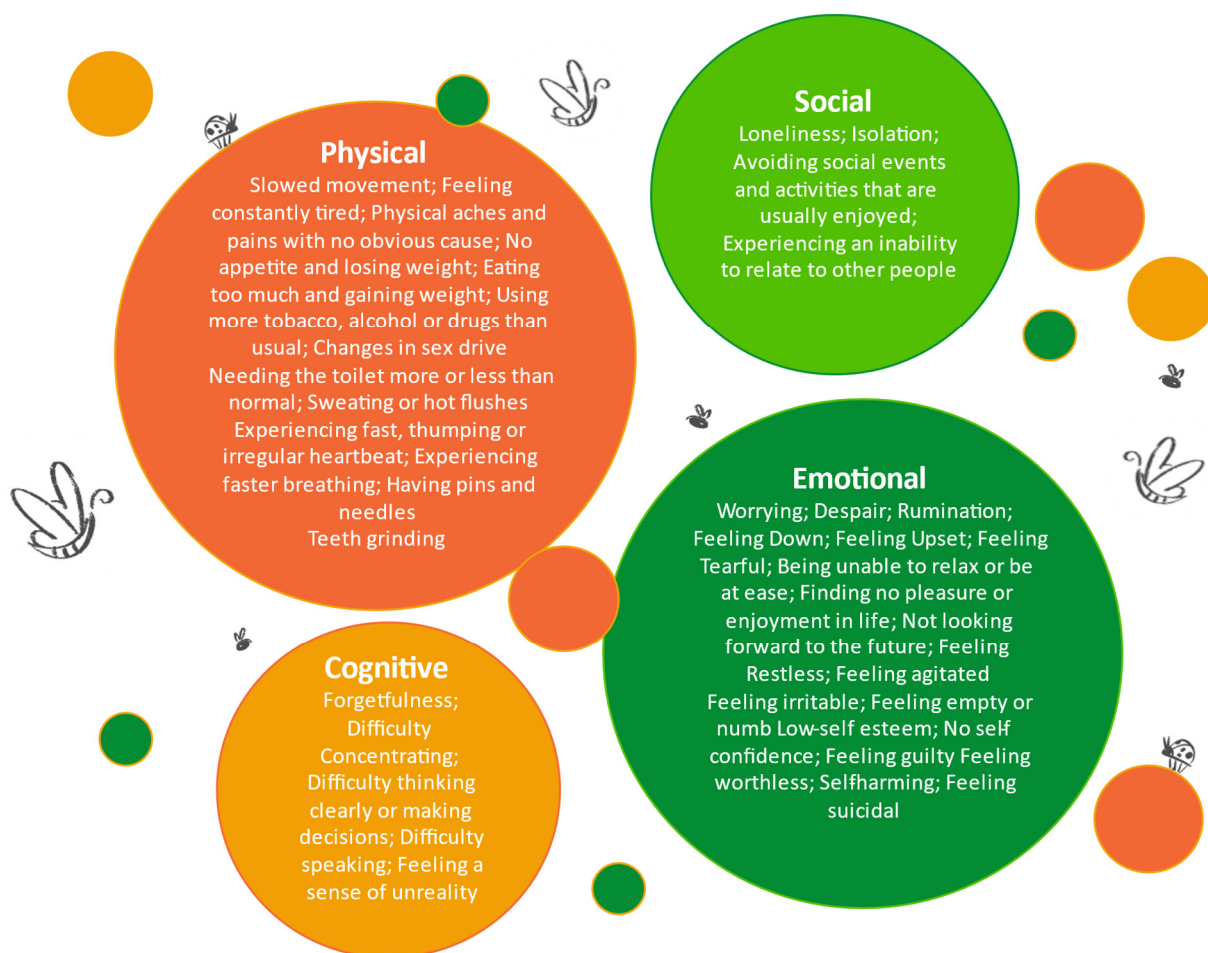 Physical
Slowed movement; Feeling
constantly tired; Physical aches and
pains with no obvious cause; No
appetite and losing weight; Eating
too much and gaining weight; Using
more tobacco, alcohol or drugs than
usual; Changes in sex drive
Needing the toilet more or less than
normal; Sweating or hot flushes
Experiencing fast, thumping or
irregular heartbeat; Experiencing
faster breathing; Having pins and
needles
Teeth grinding
Social
Loneliness; Isolation;
Avoiding social events
and activities that are
usually enjoyed;
Experiencing an inability
to relate to other people
Cognitive
Forgetfulness;
Difficulty
Concentrating;
Difficulty thinking
clearly or making
decisions; Difficulty
speaking; Feeling a
sense of unreality
Emotional
Worrying; Despair; Rumination;
Feeling Down; Feeling Upset; Feeling
Tearful; Being unable to relax or be
at ease; Finding no pleasure or
enjoyment in life; Not looking
forward to the future; Feeling
Restless; Feeling agitated
Feeling irritable; Feeling empty or
numb Low-self esteem; No self
confidence; Feeling guilty Feeling
worthless; Selfharming; Feeling
suicidal